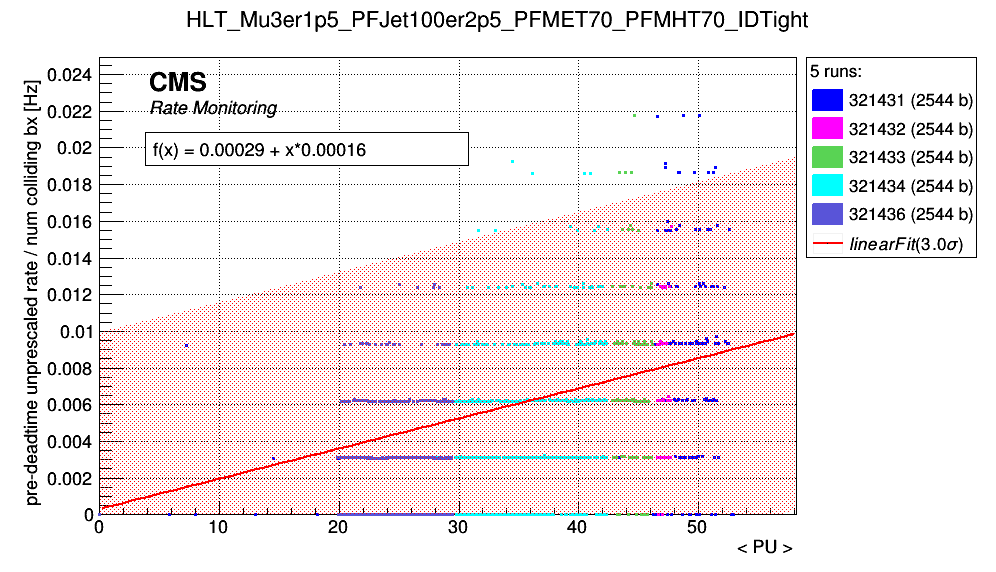 HLT_Mu3er1p5_PFJet100er2p5_PFMET70_PFMHT70_IDTight
pre-deadtime unprescaled rate / num colliding bx [Hz]
0.024
0.022
0.02
0.018
0.016
0.014
0.012
0.01
0.008
0.006
0.004
0.002
0
CMS
Rate Monitoring
f(x) = 0.00029 + x*0.00016
5 runs:
321431 (2544 b)
321432 (2544 b)
321433 (2544 b)
321434 (2544 b)
321436 (2544 b)
linearFit(3.0σ)
0 10 20 30 40 50
< PU >